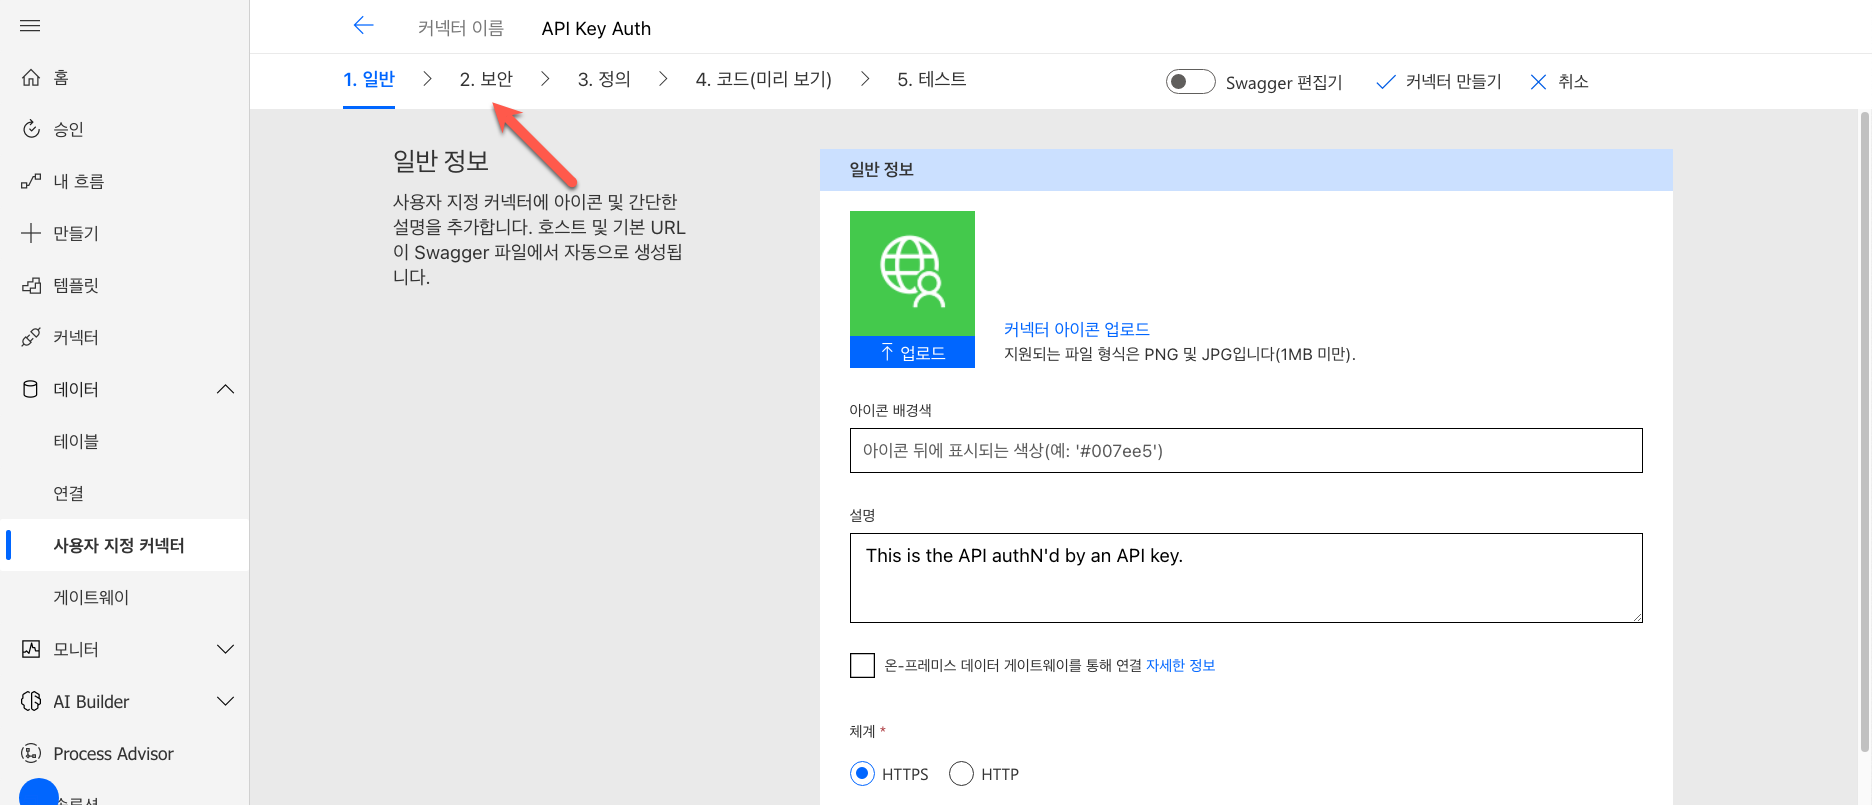 커넥터 이름 API Key Auth
1. 일반 2. 보안 3. 정의 4. 코드(미리 보기) 5. 테스트 Swagger 편집기 커넥터 만들기 취소
홈
승인
내 흐름
만들기
템플릿
커넥터
데이터
테이블
연결
사용자 지정 커넥터
게이트웨이
모니터
AI Builder
Process Advisor
솔루션
일반 정보
사용자 지정 커넥터에 아이콘 및 간단한
설명을 추가합니다. 호스트 및 기본 URL
이 Swagger 파일에서 자동으로 생성됩
니다.
일반 정보
업로드
커넥터 아이콘 업로드
지원되는 파일 형식은 PNG 및 JPG입니다(1MB 미만).
아이콘 배경색
아이콘 뒤에 표시되는 색상(예: '#007ee5')
설명
This is the API authN'd by an API key.
온-프레미스 데이터 게이트웨이를 통해 연결 자세한 정보
체계 *
HTTPS HTTP